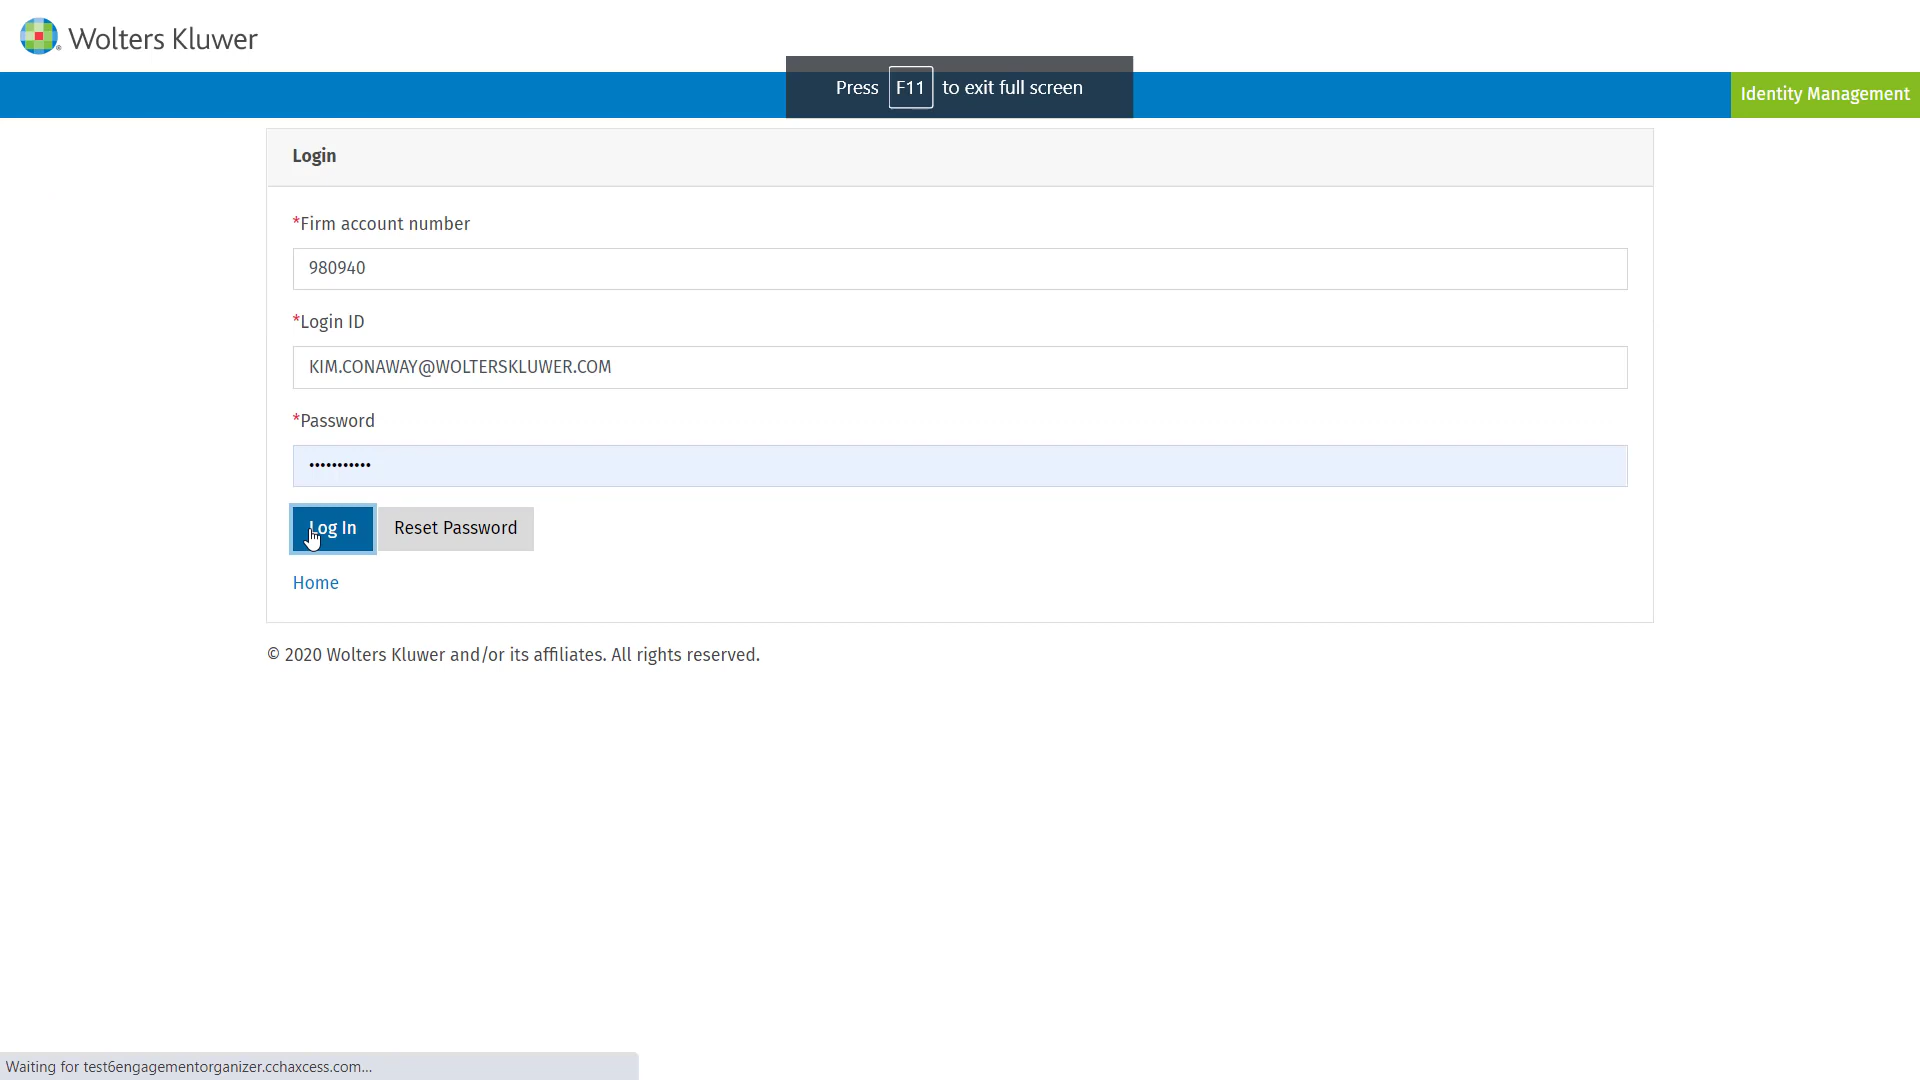 Wolters Kluwer
Press F11 to exit full screen
Identity Management
Login
*Firm account number
980940
*Login ID
KIM.CONAWAY@WOLTERSKLUWER.COM
*Password
•••••••••••
Log In Reset Password
Home
© 2020 Wolters Kluwer and/or its affiliates. All rights reserved.
Waiting for test6engagementorganizer.cchaxcess.com...